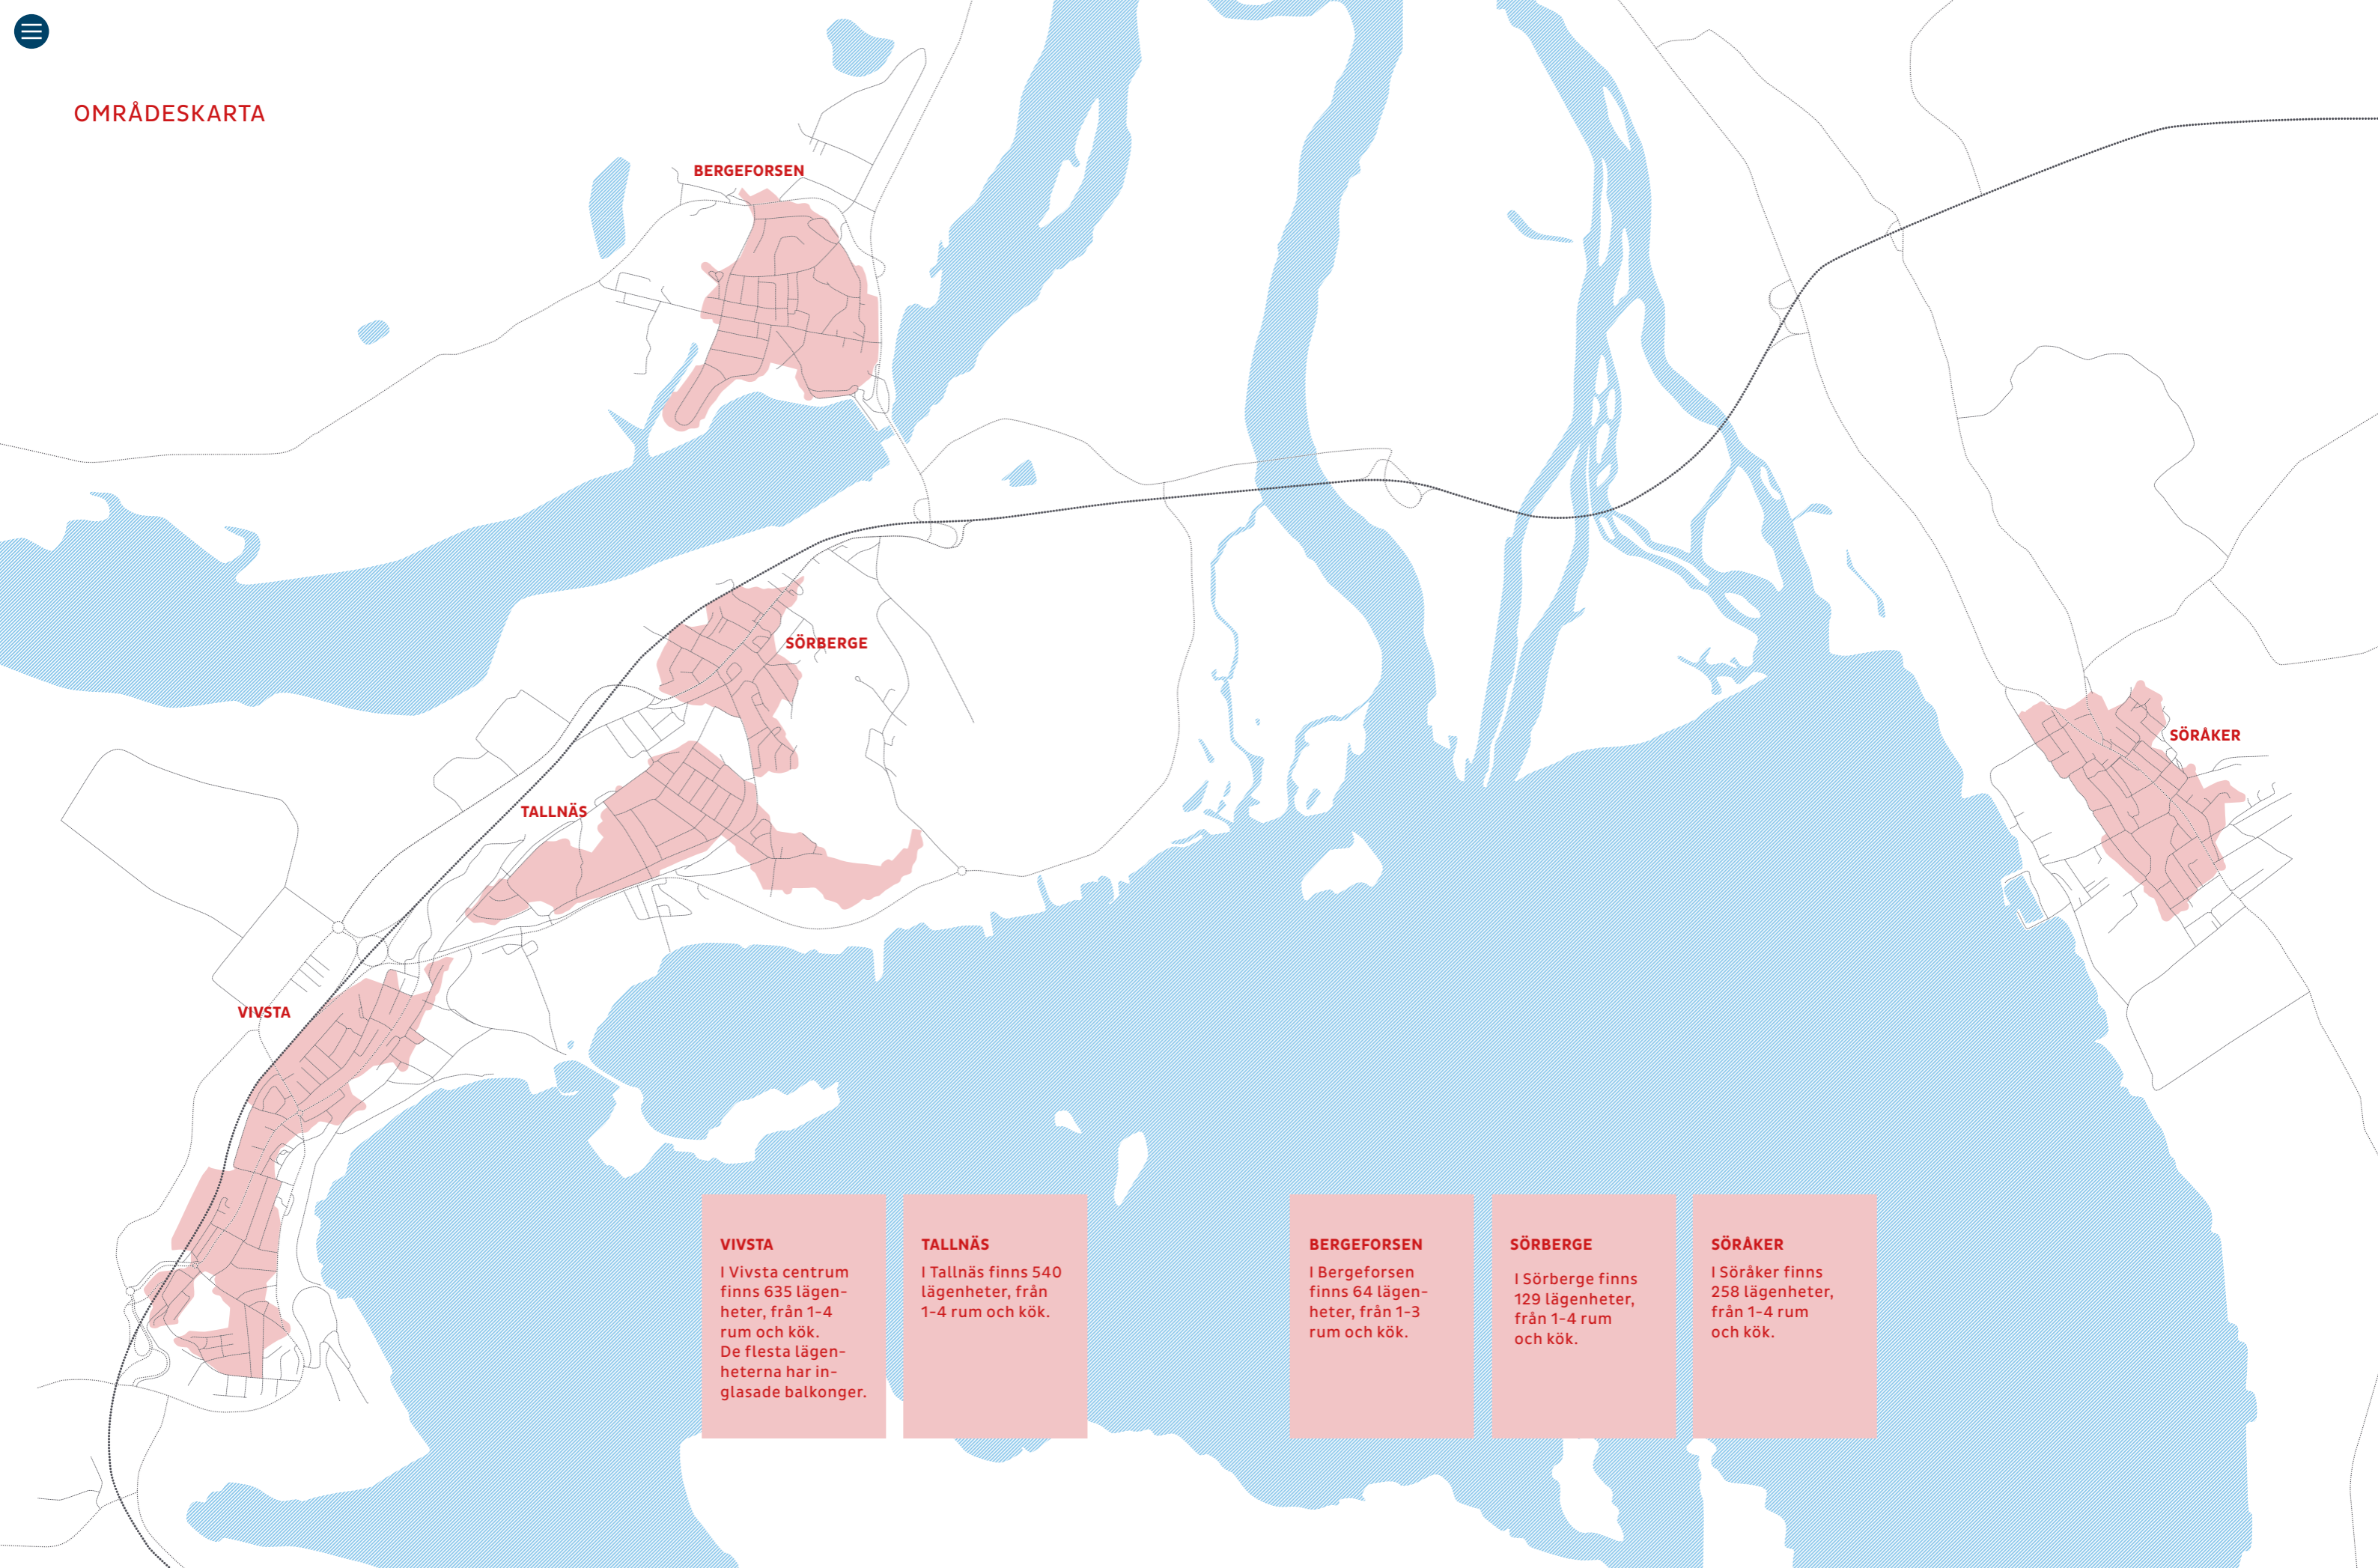 OMRÅDESKARTA
BERGEFORSEN
SÖRBERGE
SÖRÅKER
TALLNÄS
VIVSTA
VIVSTA
I Vivsta centrum
finns 635 lägen-
heter, från 1-4
rum och kök.
De flesta lägen-
heterna har in-
glasade balkonger.
TALLNÄS
I Tallnäs finns 540
lägenheter, från
1-4 rum och kök.
BERGEFORSEN
I Bergeforsen
finns 64 lägen-
heter, från 1-3
rum och kök.
SÖRBERGE
I Sörberge finns
129 lägenheter,
från 1-4 rum
och kök.
SÖRÅKER
I Söråker finns
258 lägenheter,
från 1-4 rum
och kök.